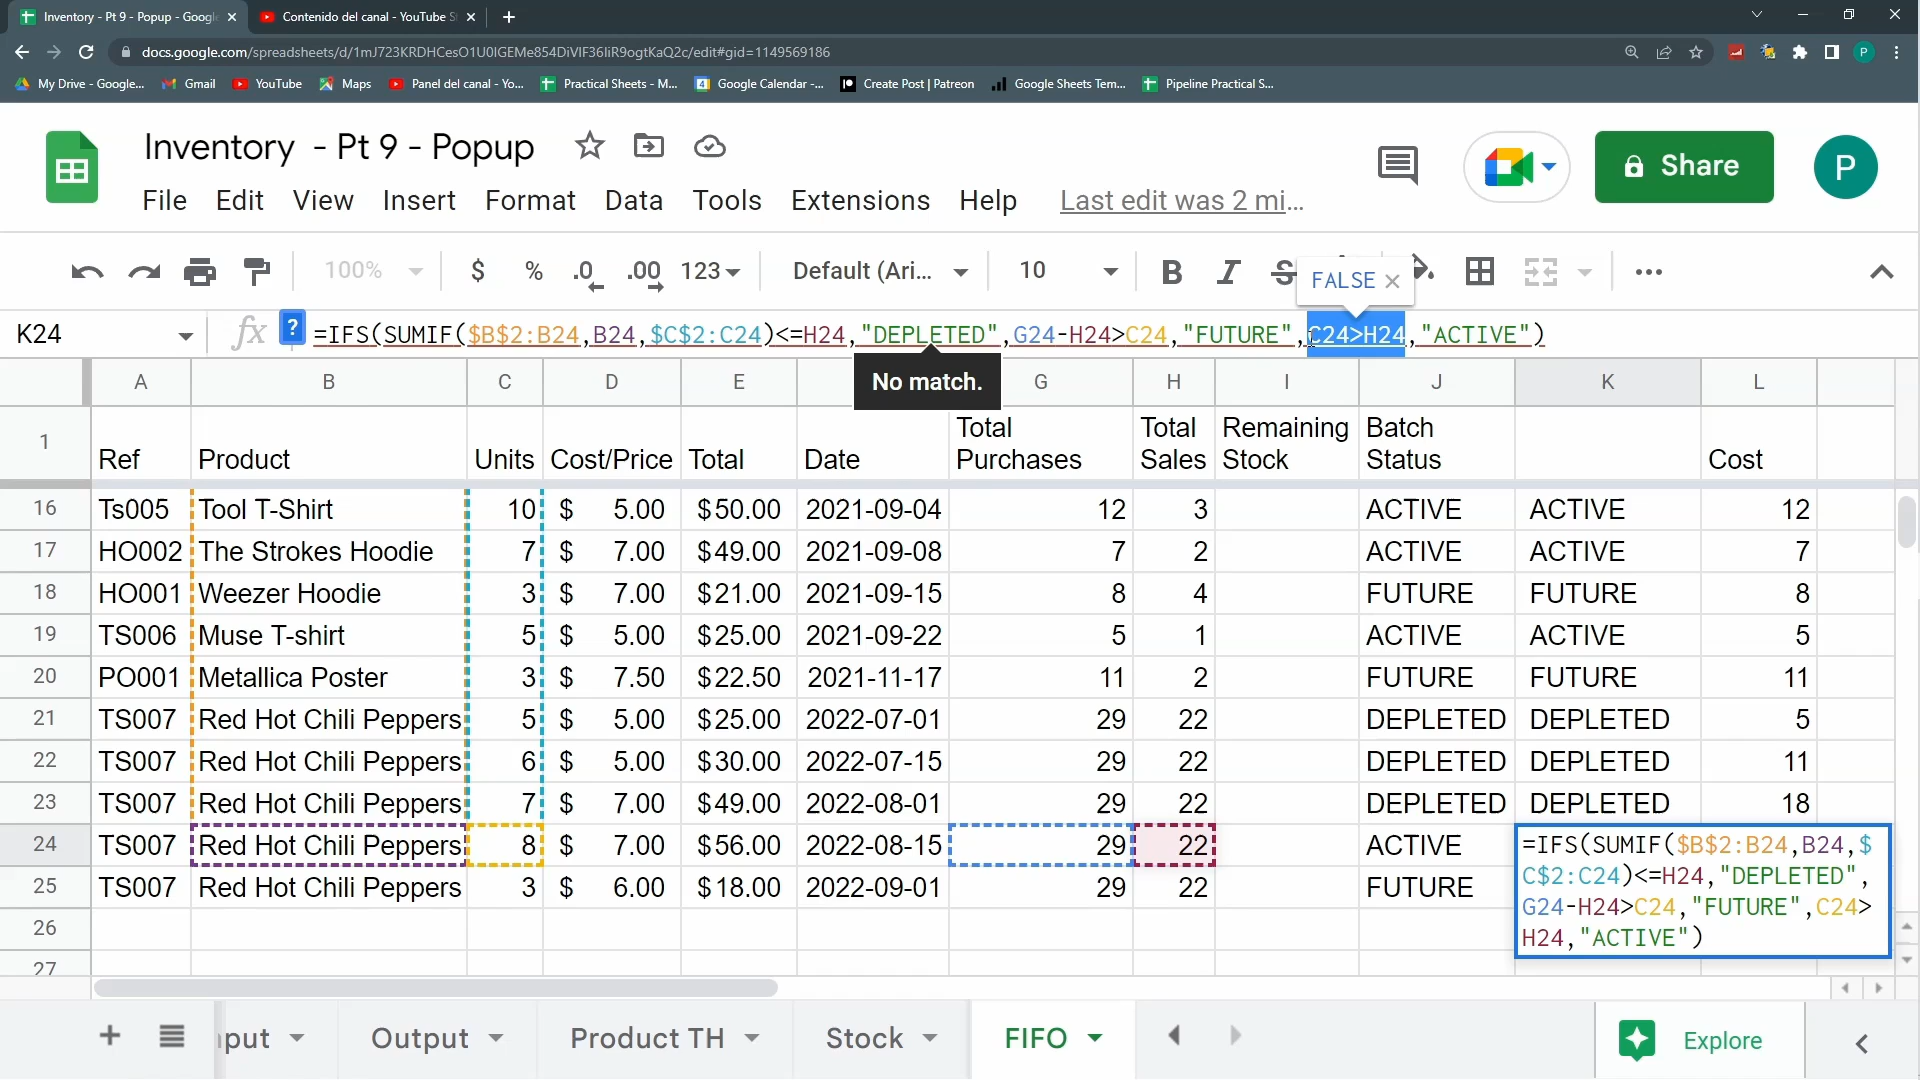 Inventory - Pt 9 - Popup - Google
Contenido del canal - YouTube S
docs.google.com/spreadsheets/d/1mJ723KRDHCesO1U0lGEMe854DiVlF36IiR9ogtKaQ2c/edit#gid=1149569186
P
My Drive - Google... Gmail YouTube Maps Panel del canal - Yo... Practical Sheets - M... Google Calendar -... Create Post | Patreon Google Sheets Tem... Pipeline Practical S...
Inventory - Pt 9 - Popup
Share
P
File Edit View Insert Format Data Tools Extensions Help Last edit was 2 mi...
100% $ % .0 .00 123 Default (Ari... 10 B I S
FALSE ×
K24 fx ? =IFS(SUMIF($B$2:B24,B24,$C$2:C24)<=H24,"DEPLETED",G24-H24>C24,"FUTURE",C24>H24,"ACTIVE")
No match.
A B C D E G H I J K L
1 Ref Product Units Cost/Price Total Date Total Purchases Total Sales Remaining Stock Batch Status Cost
16 Ts005 Tool T-Shirt 10 $ 5.00 $50.00 2021-09-04 12 3 ACTIVE ACTIVE 12
17 HO002 The Strokes Hoodie 7 $ 7.00 $49.00 2021-09-08 7 2 ACTIVE ACTIVE 7
18 HO001 Weezer Hoodie 3 $ 7.00 $21.00 2021-09-15 8 4 FUTURE FUTURE 8
19 TS006 Muse T-shirt 5 $ 5.00 $25.00 2021-09-22 5 1 ACTIVE ACTIVE 5
20 PO001 Metallica Poster 3 $ 7.50 $22.50 2021-11-17 11 2 FUTURE FUTURE 11
21 TS007 Red Hot Chili Peppers 5 $ 5.00 $25.00 2022-07-01 29 22 DEPLETED DEPLETED 5
22 TS007 Red Hot Chili Peppers 6 $ 5.00 $30.00 2022-07-15 29 22 DEPLETED DEPLETED 11
23 TS007 Red Hot Chili Peppers 7 $ 7.00 $49.00 2022-08-01 29 22 DEPLETED DEPLETED 18
24 TS007 Red Hot Chili Peppers 8 $ 7.00 $56.00 2022-08-15 29 22 ACTIVE
=IFS(SUMIF($B$2:B24,B24,$
C$2:C24)<=H24,"DEPLETED",
G24-H24>C24,"FUTURE",C24>
H24,"ACTIVE")
25 TS007 Red Hot Chili Peppers 3 $ 6.00 $18.00 2022-09-01 29 22 FUTURE
26
27
+ put Output Product TH Stock FIFO Explore